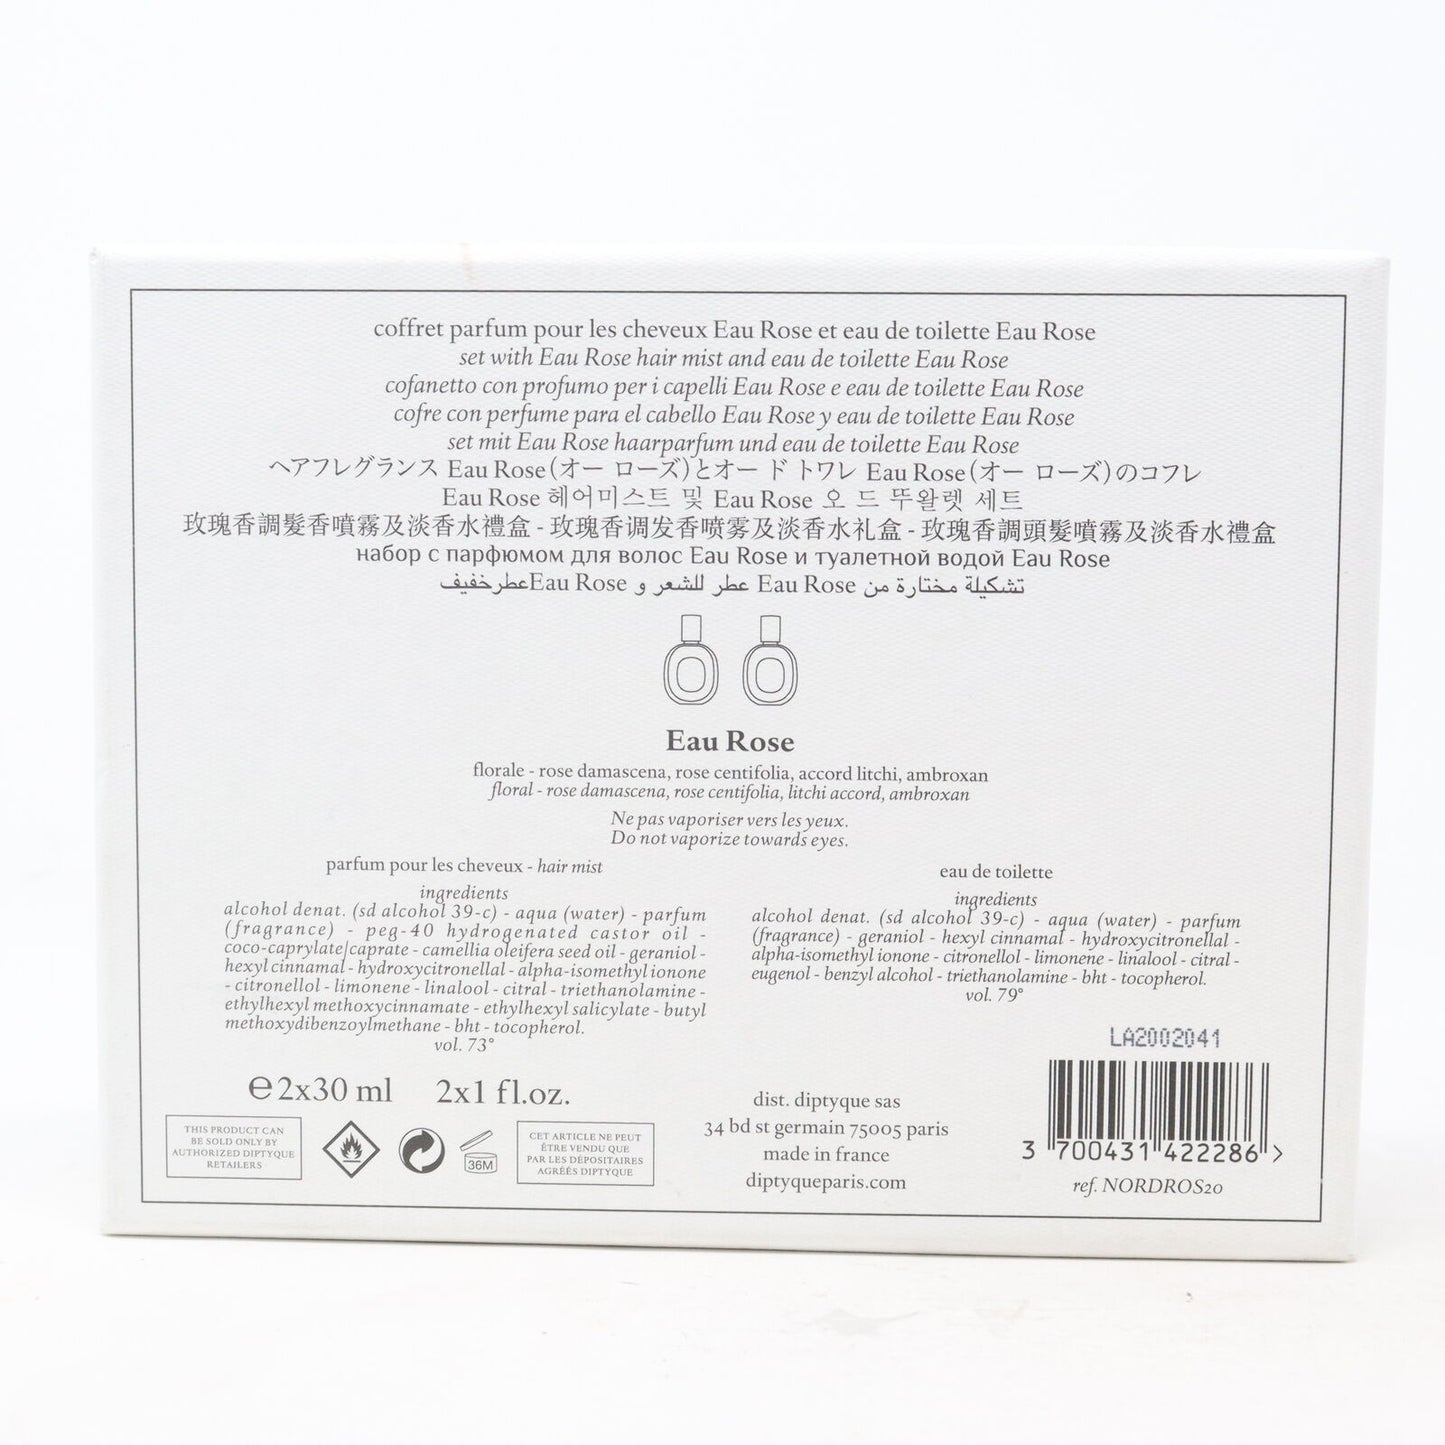 coffret parfum pour les cheveux Eau Rose et eau de toilette Eau Rose
set with Eau Rose hair mist and eau de toilette Eau Rose
cofanetto con profumo per i capelli Eau Rose e eau de toilette Eau Rose
cofre con perfume para el cabello Eau Rose y eau de toilette Eau Rose
set mit Eau Rose haarparfum und eau de toilette Eau Rose
ヘアフレグランス Eau Rose(オー ローズ)とオー ド トワレ Eau Rose(オー ローズ)のコフレ
Eau Rose 헤어미스트 및 Eau Rose 오 드 뚜왈렛 세트
玫瑰香調髮香噴霧及淡香水禮盒 - 玫瑰香调发香喷雾及淡香水礼盒 - 玫瑰香調頭髮噴霧及淡香水禮盒
набор с парфюмом для волос Eau Rose и туалетной водой Eau Rose
تشكيلة مختارة من Eau Rose عطر للشعر و Eau Roseعطرخفيف
Eau Rose
florale - rose damascena, rose centifolia, accord litchi, ambroxan
floral - rose damascena, rose centifolia, litchi accord, ambroxan
Ne pas vaporiser vers les yeux.
Do not vaporize towards eyes.
parfum pour les cheveux - hair mist
ingredients
alcohol denat. (sd alcohol 39-c) - aqua (water) - parfum
(fragrance) - peg-40 hydrogenated castor oil -
coco-caprylate/caprate - camellia oleifera seed oil - geraniol -
hexyl cinnamal - hydroxycitronellal - alpha-isomethyl ionone
- citronellol - limonene - linalool - citral - triethanolamine -
ethylhexyl methoxycinnamate - ethylhexyl salicylate - butyl
methoxydibenzoylmethane - bht - tocopherol.
vol. 73°
eau de toilette
ingredients
alcohol denat. (sd alcohol 39-c) - aqua (water) - parfum
(fragrance) - geraniol - hexyl cinnamal - hydroxycitronellal -
alpha-isomethyl ionone - citronellol - limonene - linalool - citral -
eugenol - benzyl alcohol - triethanolamine - bht - tocopherol.
vol. 79°
LA2002041
℮2x30 ml 2x1 fl.oz.
THIS PRODUCT CAN
BE SOLD ONLY BY
AUTHORIZED DIPTYQUE
RETAILERS
36M
CET ARTICLE NE PEUT
ÊTRE VENDU QUE
PAR LES DÉPOSITAIRES
AGRÉÉS DIPTYQUE
dist. diptyque sas
34 bd st germain 75005 paris
made in france
diptyqueparis.com
3 700431 422286 >
ref. NORDROS20